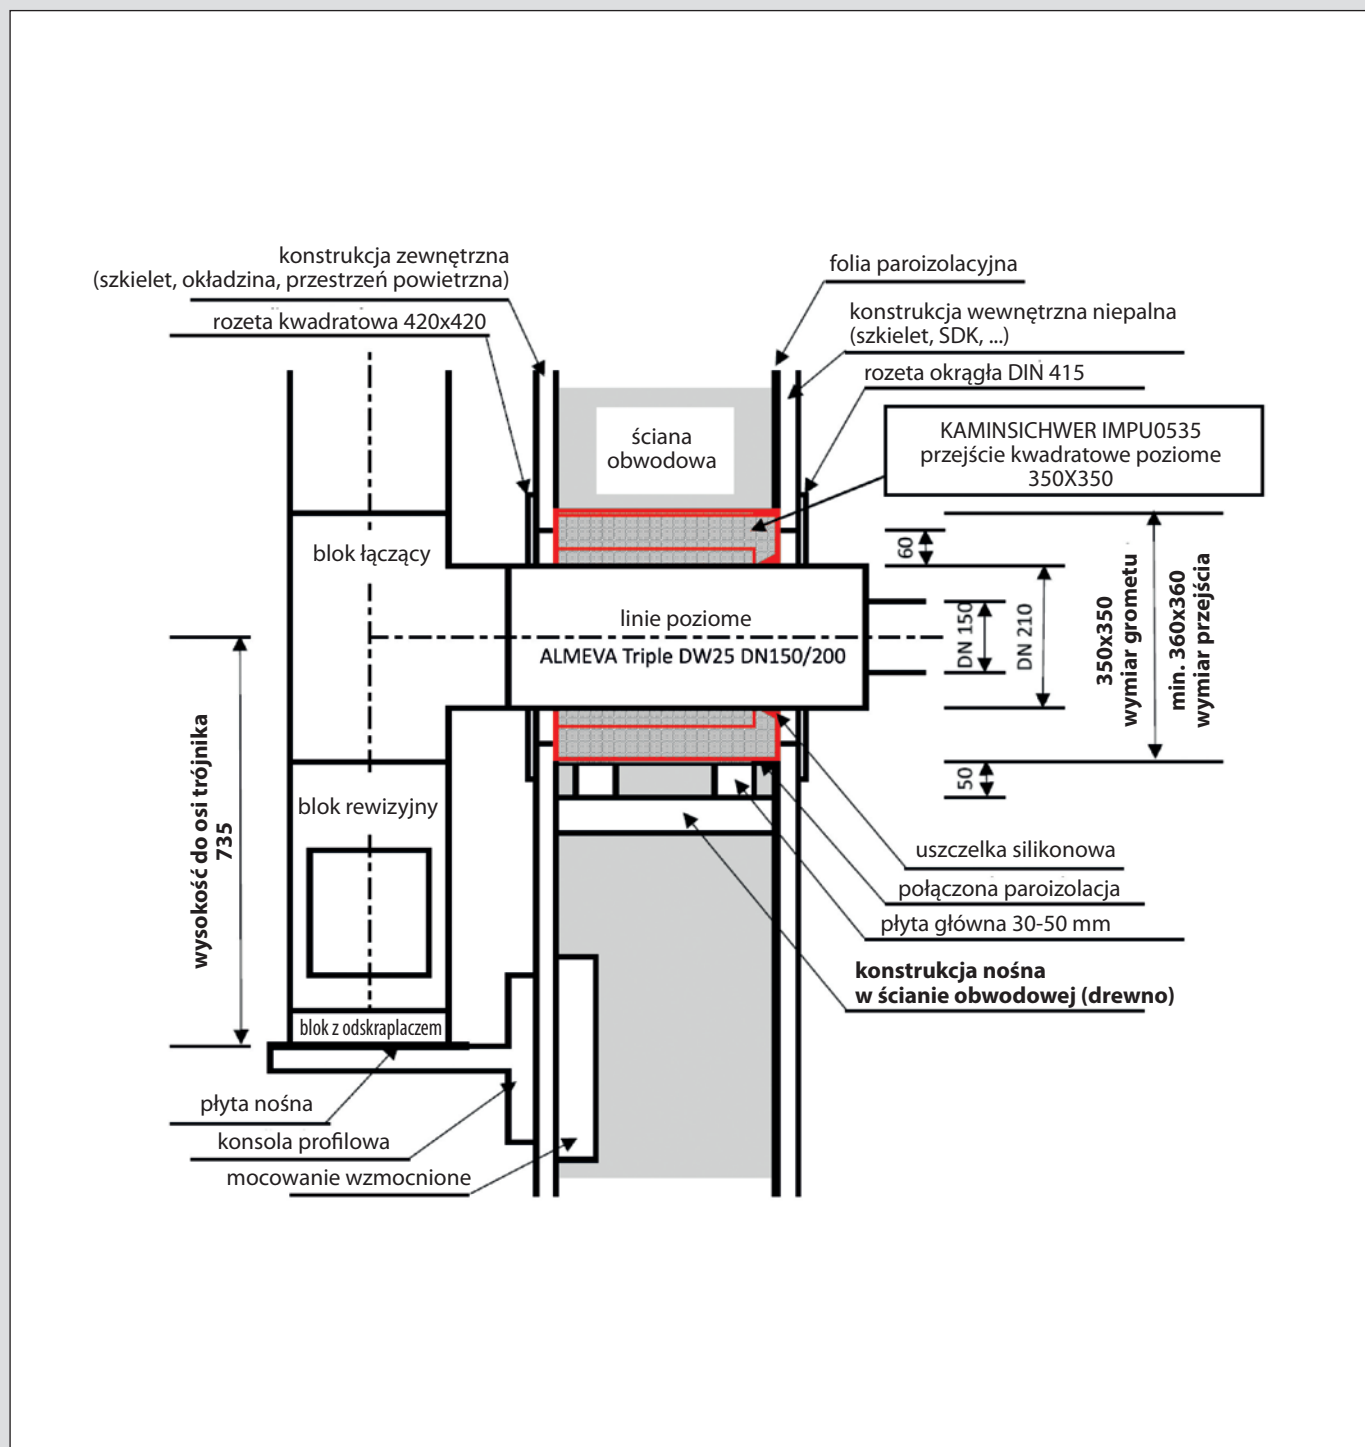 konstrukcja zewnętrzna
(szkielet, okładzina, przestrzeń powietrzna)
rozeta kwadratowa 420x420
folia paroizolacyjna
konstrukcja wewnętrzna niepalna
(szkielet, SDK, ...)
rozeta okrągła DIN 415
KAMINSICHWER IMPU0535
przejście kwadratowe poziome
350X350
ściana
obwodowa
blok łączący
linie poziome
ALMEVA Triple DW25 DN150/200
60
DN 150
DN 210
350x350
wymiar grometu
min. 360x360
wymiar przejścia
50
wysokość do osi trójnika
735
blok rewizyjny
blok z odskraplaczem
uszczelka silikonowa
połączona paroizolacja
płyta główna 30-50 mm
konstrukcja nośna
w ścianie obwodowej (drewno)
płyta nośna
konsola profilowa
mocowanie wzmocnione